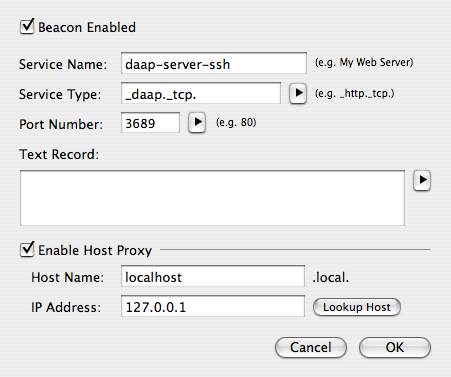 Beacon Enabled
Service Name: daap-server-ssh (e.g. My Web Server)
Service Type: _daap._tcp. (e.g. _http._tcp.)
Port Number: 3689 (e.g. 80)
Text Record:
Enable Host Proxy
Host Name: localhost .local.
IP Address: 127.0.0.1 Lookup Host
Cancel OK